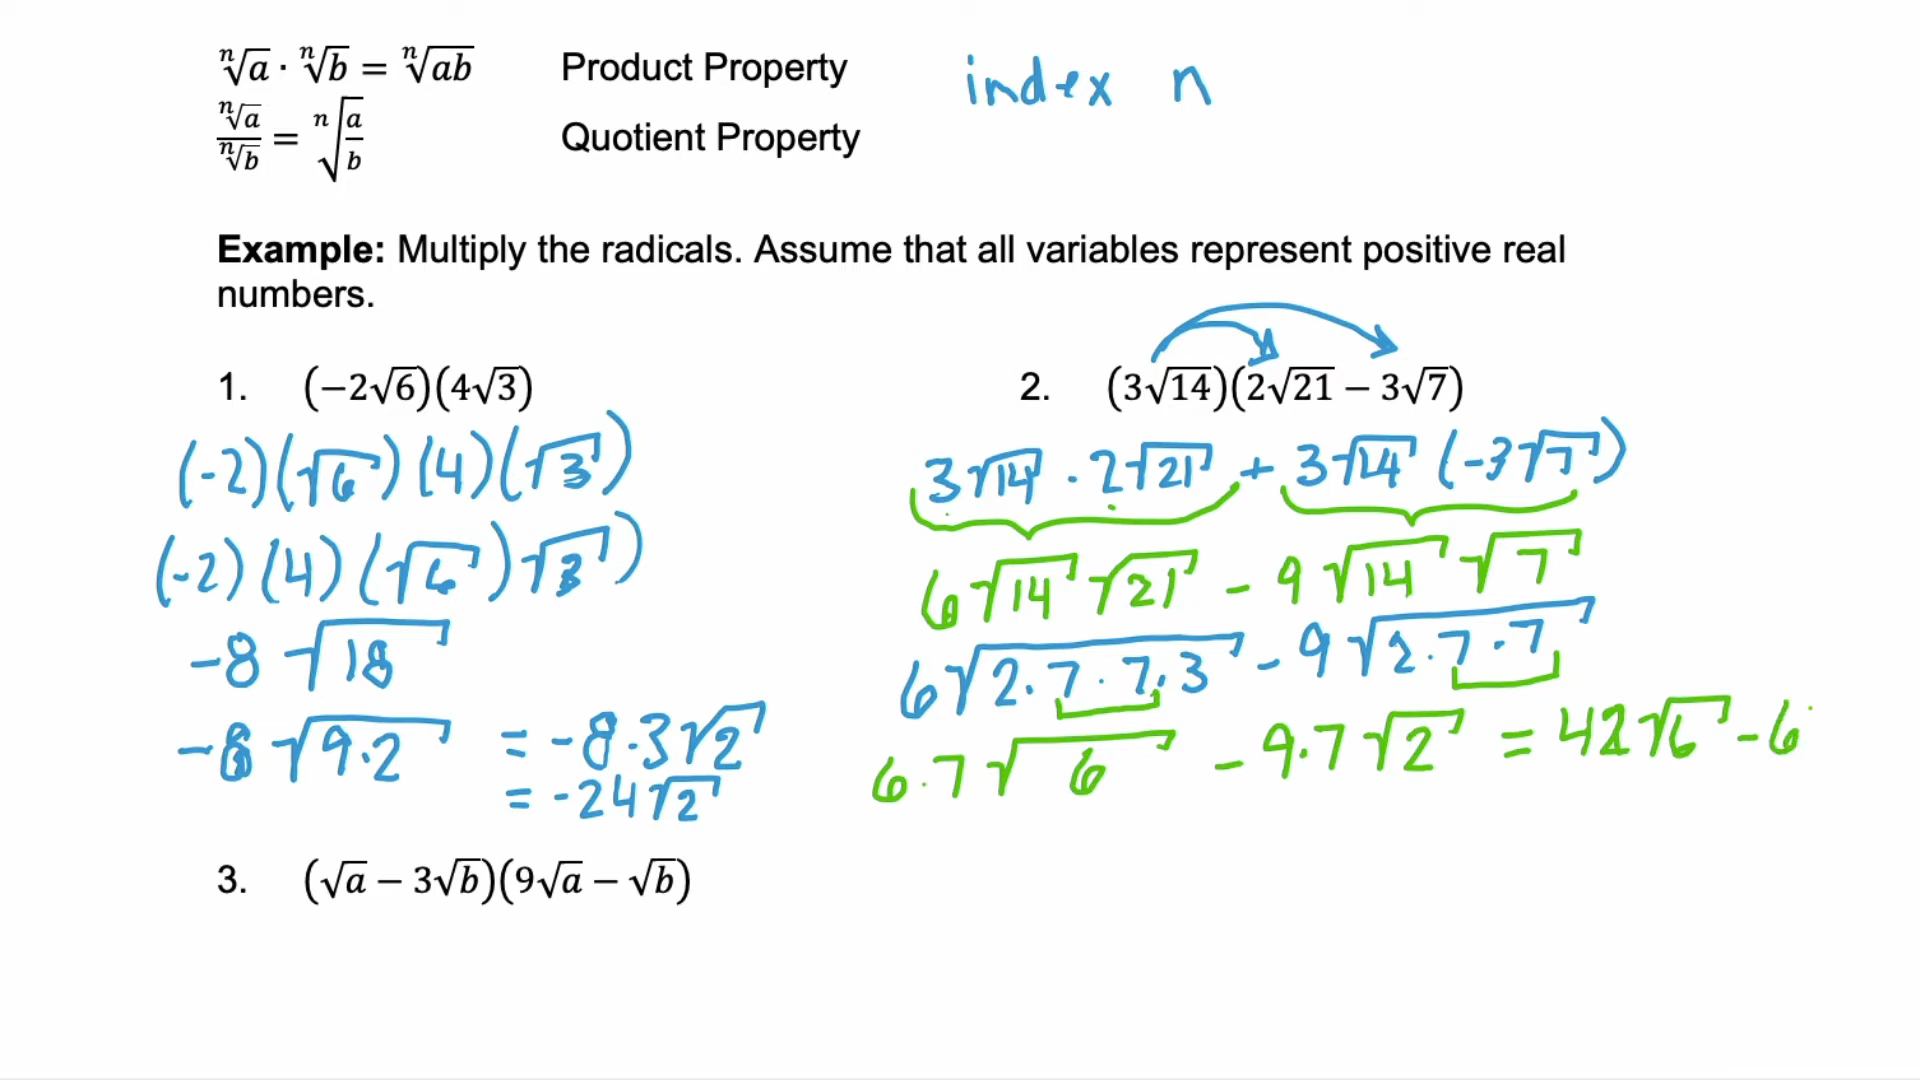 ⁿ√a · ⁿ√b = ⁿ√ab Product Property index n
ⁿ√a / ⁿ√b = ⁿ√(a/b) Quotient Property
Example: Multiply the radicals. Assume that all variables represent positive real
numbers.
1. (−2√6)(4√3)
(-2)(√6)(4)(√3)
(-2)(4)(√6)√3)
-8√18
-8√9·2 = -8·3√2
= -24√2
2. (3√14)(2√21 − 3√7)
3√14 · 2√21 + 3√14 (-3√7)
6√14 √21 - 9√14 √7
6√2·7·7·3 - 9√2·7·7
6·7√6 - 9·7√2 = 42√6 - 6
3. (√a − 3√b)(9√a − √b)